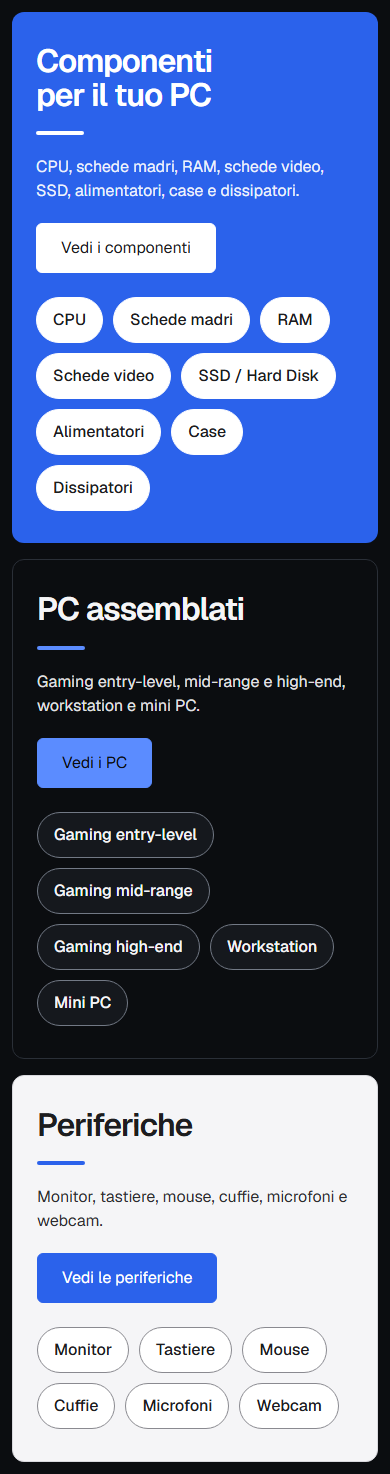 Componenti
per il tuo PC
CPU, schede madri, RAM, schede video,
SSD, alimentatori, case e dissipatori.
Vedi i componenti
CPU
Schede madri
RAM
Schede video
SSD / Hard Disk
Alimentatori
Case
Dissipatori
PC assemblati
Gaming entry-level, mid-range e high-end,
workstation e mini PC.
Vedi i PC
Gaming entry-level
Gaming mid-range
Gaming high-end
Workstation
Mini PC
Periferiche
Monitor, tastiere, mouse, cuffie, microfoni e
webcam.
Vedi le periferiche
Monitor
Tastiere
Mouse
Cuffie
Microfoni
Webcam